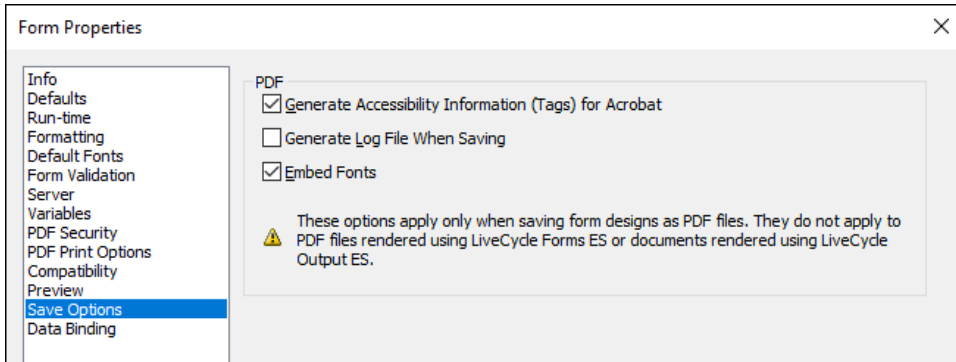 Form Properties
Info
Defaults
Run-time
Formatting
Default Fonts
Form Validation
Server
Variables
PDF Security
PDF Print Options
Compatibility
Preview
Save Options
Data Binding
PDF
Generate Accessibility Information (Tags) for Acrobat
Generate Log File When Saving
Embed Fonts
These options apply only when saving form designs as PDF files. They do not apply to
PDF files rendered using LiveCycle Forms ES or documents rendered using LiveCycle
Output ES.